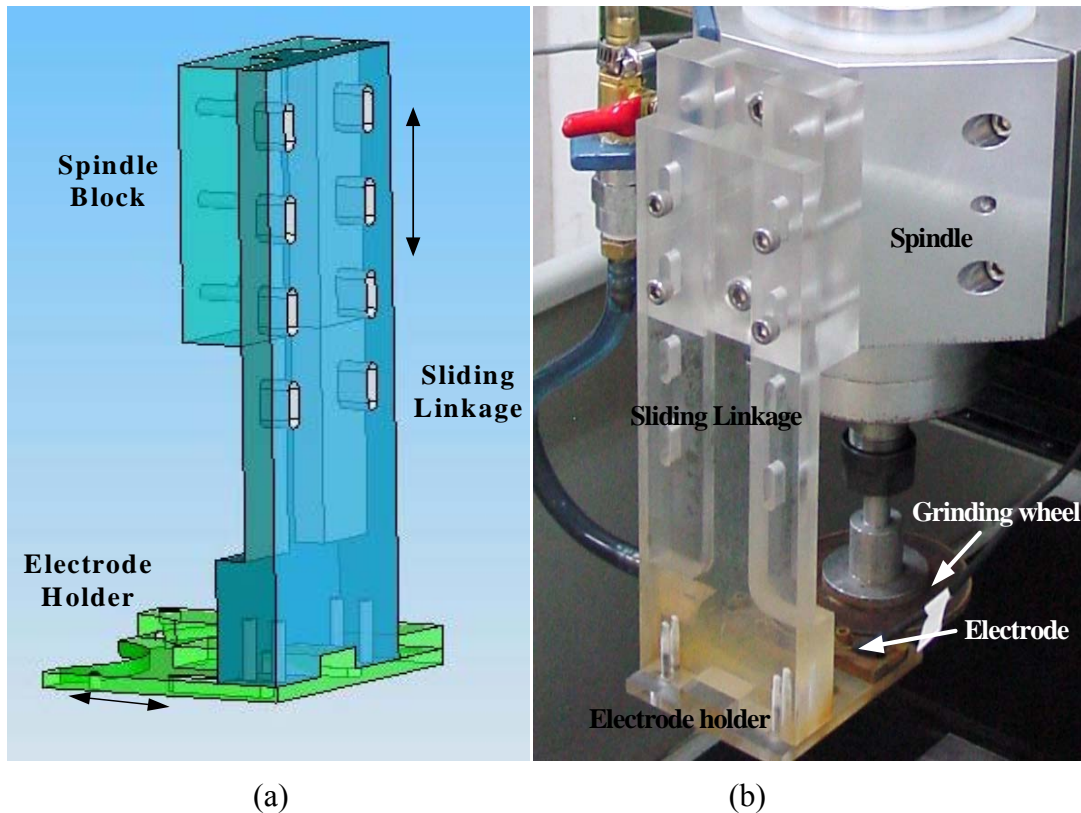 Spindle
Block
Sliding
Linkage
Electrode
Holder
Spindle
Sliding Linkage
Grinding wheel
Electrode
Electrode holder
(a)
(b)